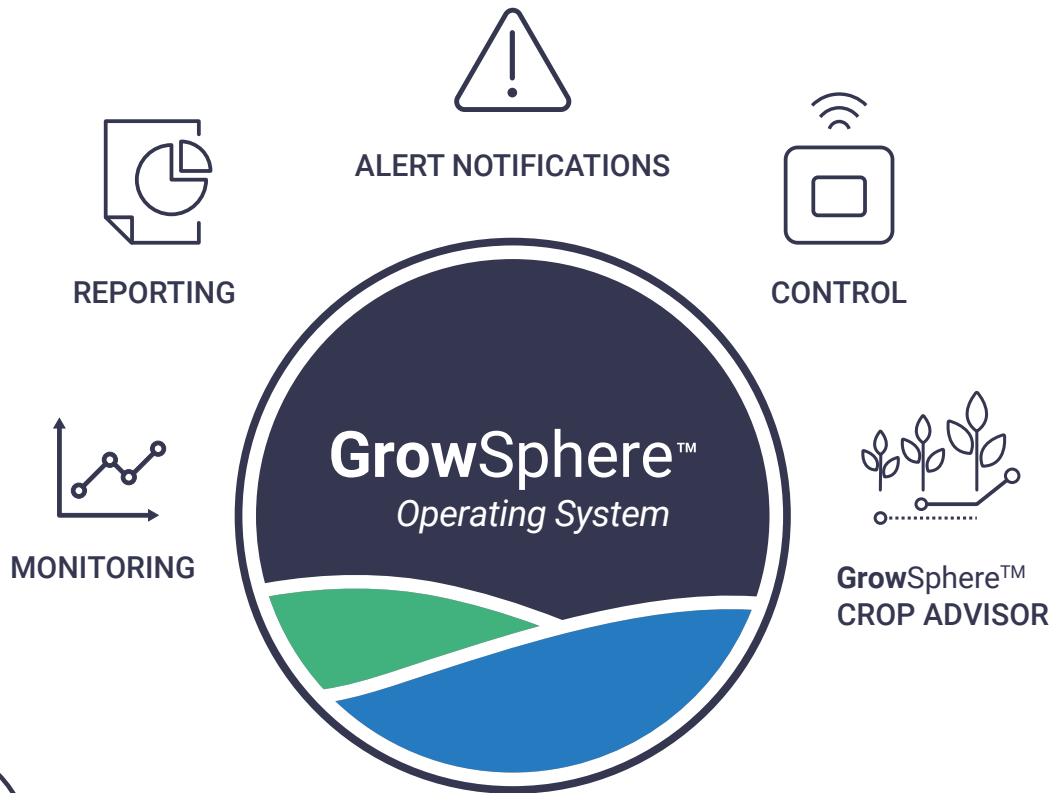 ALERT NOTIFICATIONS
REPORTING
CONTROL
GrowSphere™
Operating System
MONITORING
GrowSphere™
CROP ADVISOR